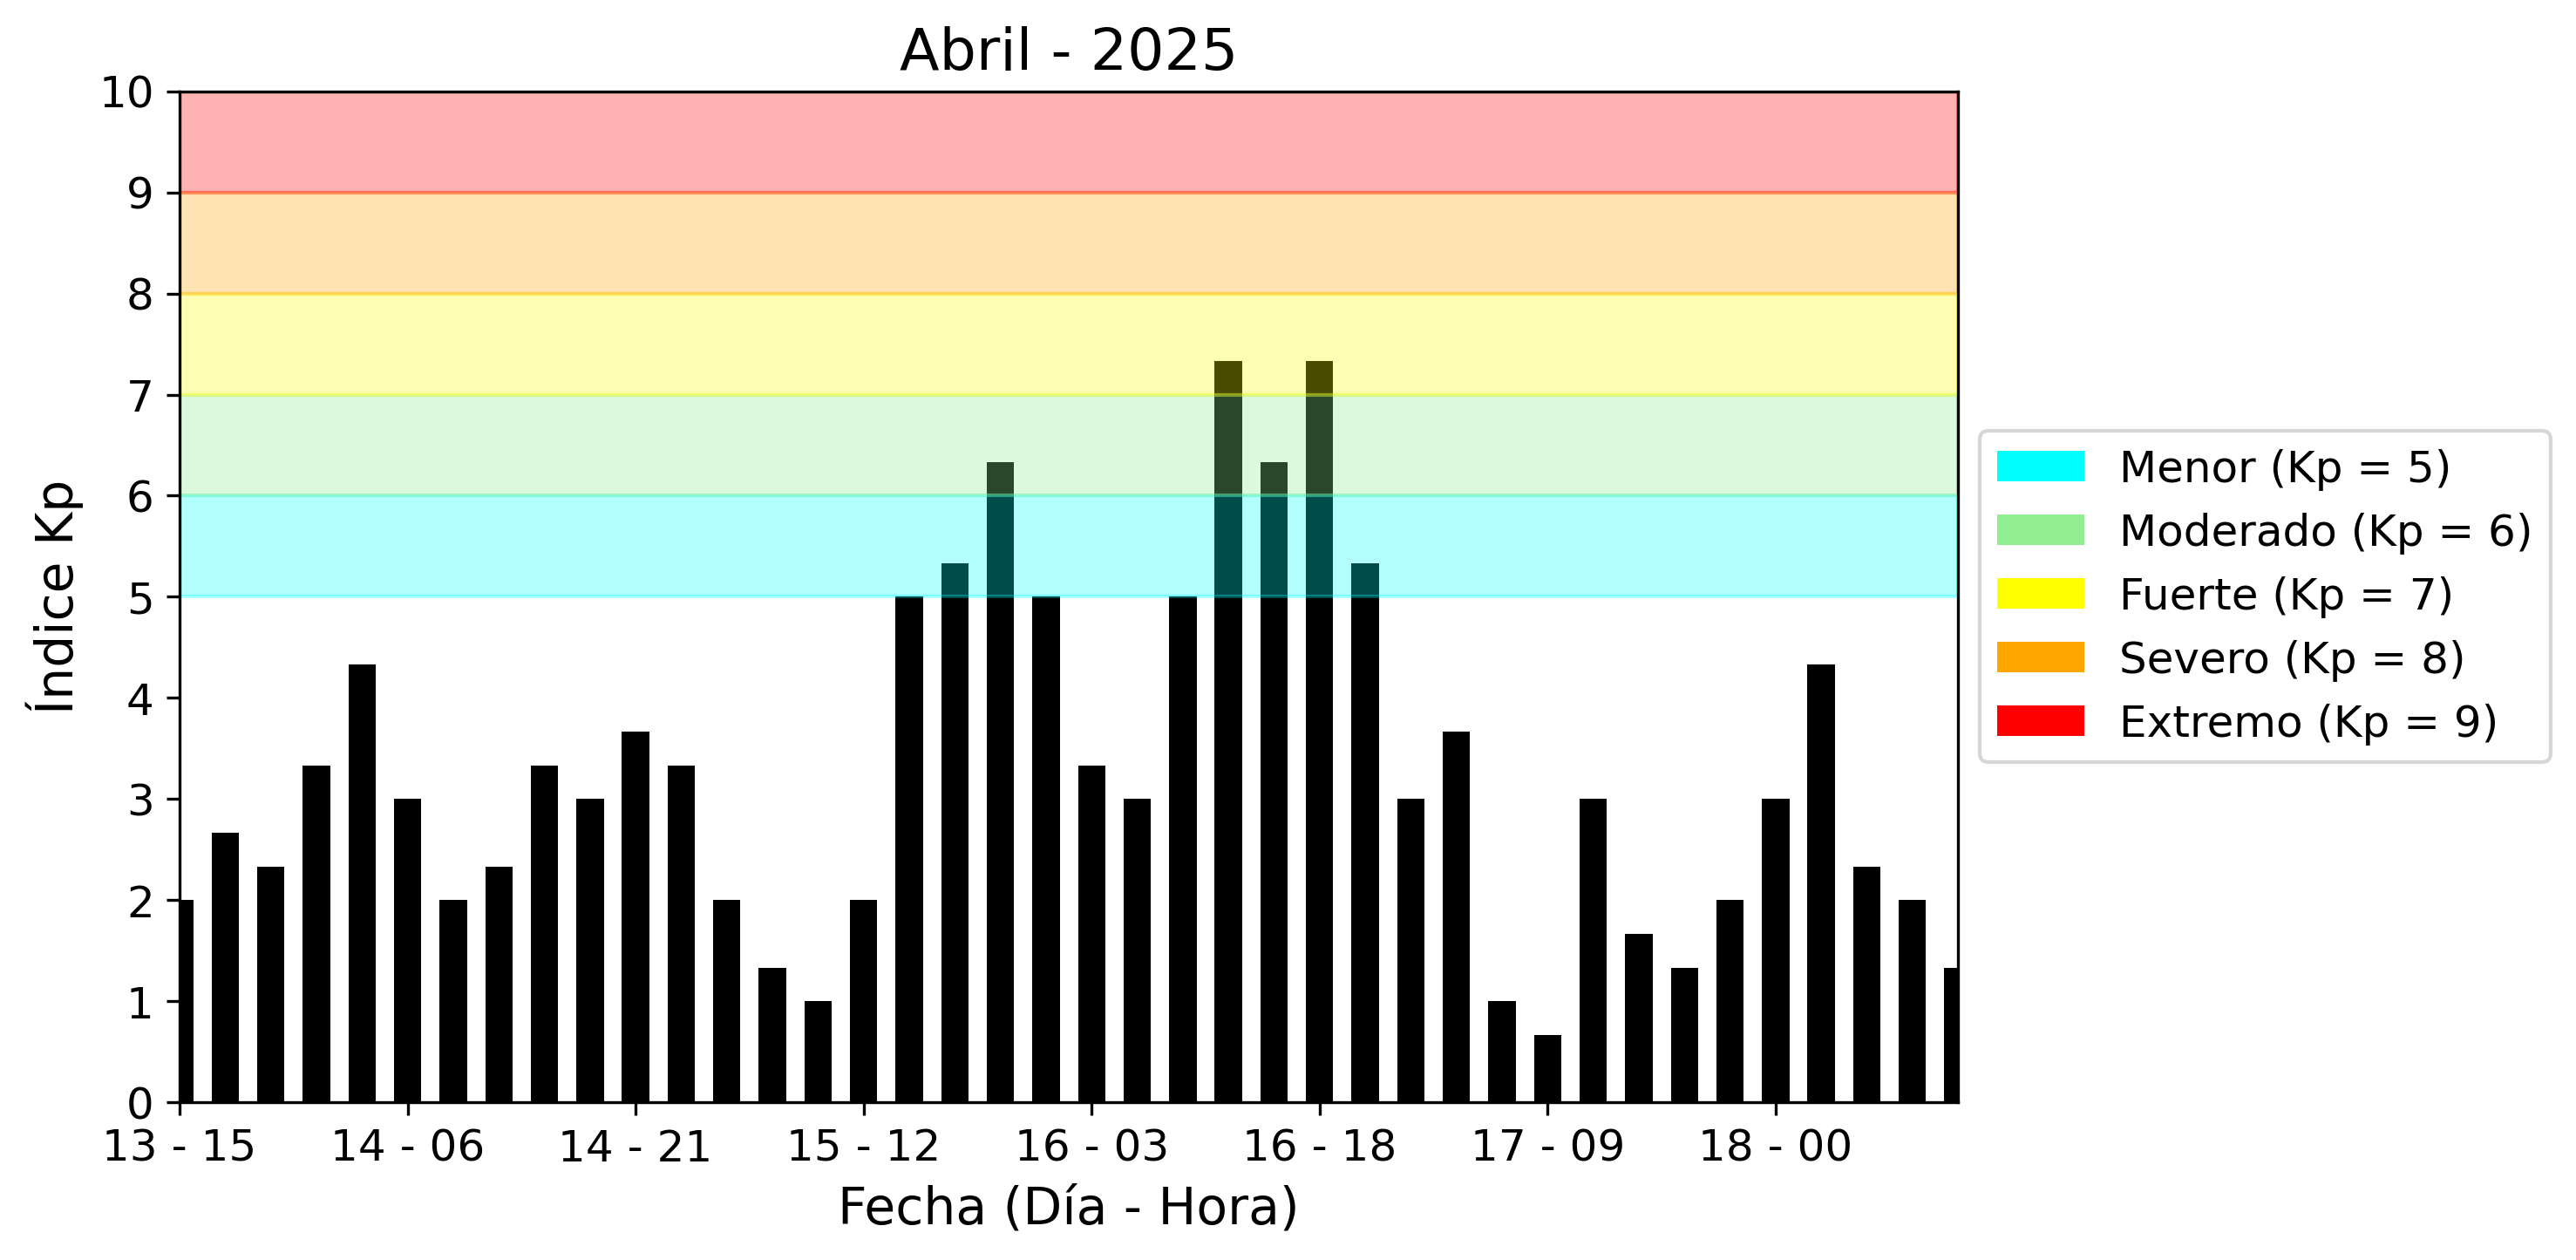 Abril - 2025
10
9
8
7
6
5
4
3
2
1
0
Índice Kp
13 - 15
14 - 06
14 - 21
15 - 12
16 - 03
16 - 18
17 - 09
18 - 00
Fecha (Día - Hora)
Menor (Kp = 5)
Moderado (Kp = 6)
Fuerte (Kp = 7)
Severo (Kp = 8)
Extremo (Kp = 9)